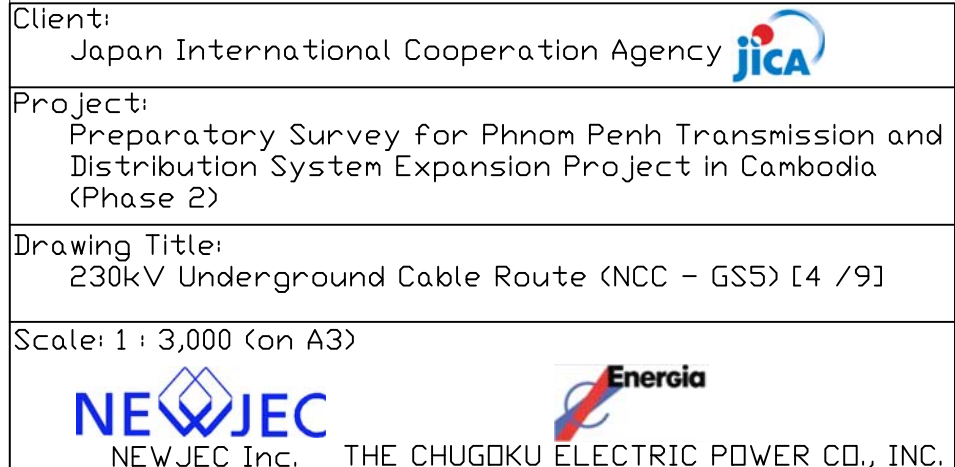 Client:
Japan International Cooperation Agency jICA
Project:
Preparatory Survey for Phnom Penh Transmission and
Distribution System Expansion Project in Cambodia
(Phase 2)
Drawing Title:
230kV Underground Cable Route (NCC - GS5) [4 /9]
Scale: 1 : 3,000 (on A3)
NEWJEC Energia
NEWJEC Inc. THE CHUGOKU ELECTRIC POWER CO., INC.